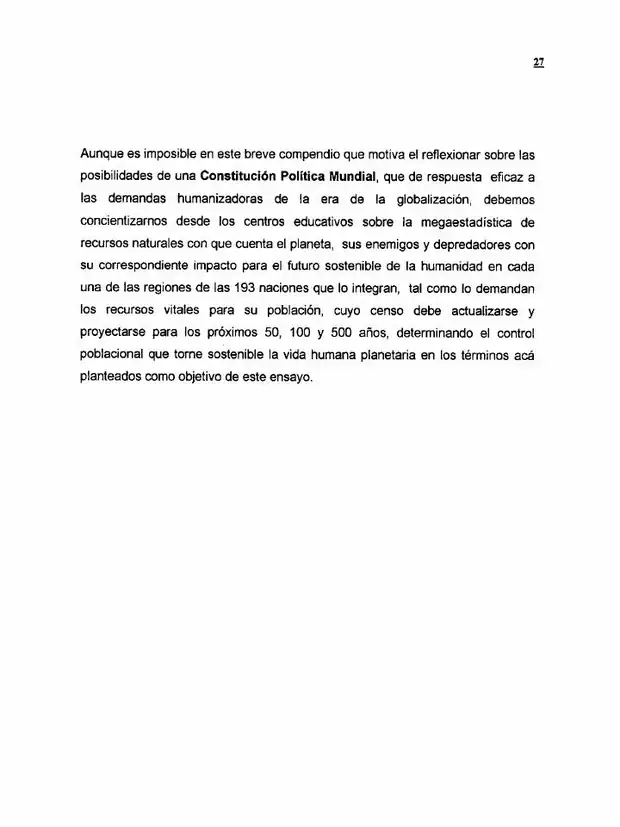 27
Aunque es imposible en este breve compendio que motiva el reflexionar sobre las
posibilidades de una Constitución Política Mundial, que de respuesta eficaz a
las demandas humanizadoras de la era de la globalización, debemos
concientizarnos desde los centros educativos sobre la megaestadística de
recursos naturales con que cuenta el planeta, sus enemigos y depredadores con
su correspondiente impacto para el futuro sostenible de la humanidad en cada
una de las regiones de las 193 naciones que lo integran, tal como lo demandan
los recursos vitales para su población, cuyo censo debe actualizarse y
proyectarse para los próximos 50, 100 y 500 años, determinando el control
poblacional que torne sostenible la vida humana planetaria en los términos acá
planteados como objetivo de este ensayo.